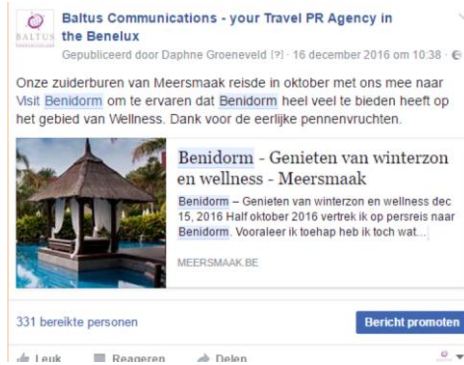 Baltus Communications - your Travel PR Agency in
the Benelux
BALTUS
Gepubliceerd door Daphne Groeneveld [?] · 16 december 2016 om 10:38 ·
Onze zuiderburen van Meersmaak reisde in oktober met ons mee naar
Visit Benidorm om te ervaren dat Benidorm heel veel te bieden heeft op
het gebied van Wellness. Dank voor de eerlijke pennenvruchten.
Benidorm - Genieten van winterzon
en wellness - Meersmaak
Benidorm – Genieten van winterzon en wellness dec
15, 2016 Half oktober 2016 vertrek ik op persreis naar
Benidorm. Vooraleer ik toehap heb ik toch wat...
MEERSMAAK.BE
331 bereikte personen
Bericht promoten
Leuk
Reageren
Delen